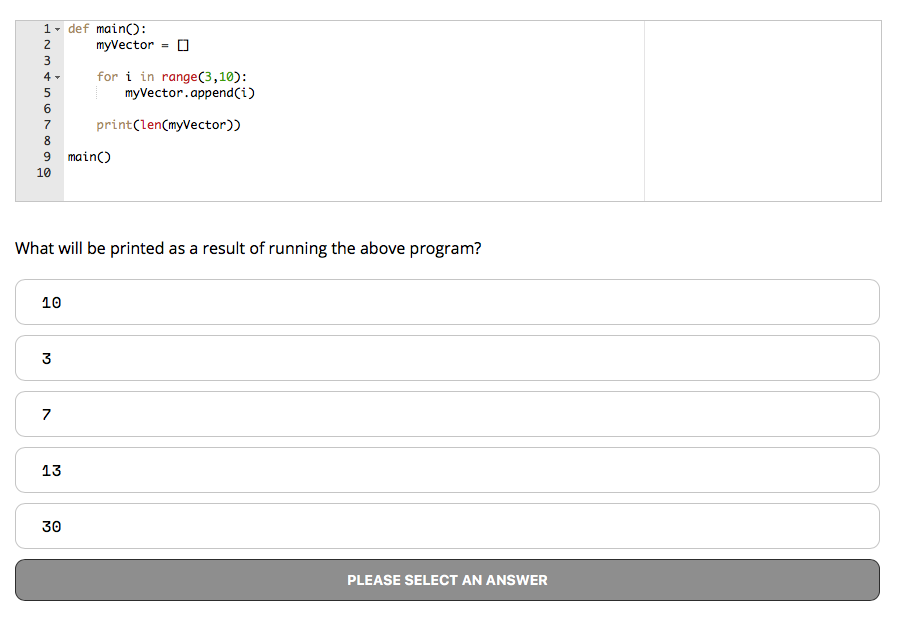 1 def main():
2 myVector = []
3
4 for i in range(3,10):
5 myVector.append(i)
6
7 print(len(myVector))
8
9 main()
10
What will be printed as a result of running the above program?
10
3
7
13
30
PLEASE SELECT AN ANSWER